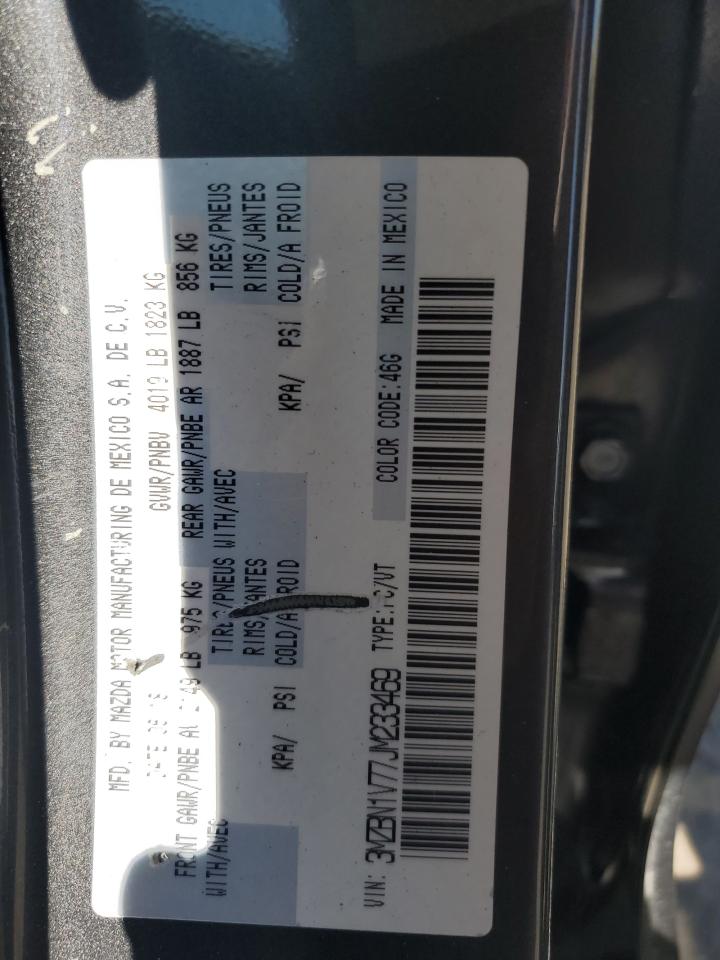 MFD. BY MAZDA MOTOR MANUFACTURING DE MEXICO S.A. DE C.V.
GVWR/PNBV 4019 LB 1823 KG
FRONT GAWR/PNBE LB 975 KG REAR GAWR/PNBE AR 1887 LB 856 KG
WITH/AVEC TIRES/PNEUS WITH/AVEC TIRES/PNEUS
RIMS/JANTES RIMS/JANTES
KPA/ PSI COLD/A FROID KPA/ PSI COLD/A FROID
VIN: 3MZBN1V77JM233469 TYPE: COLOR CODE:46G MADE IN MEXICO